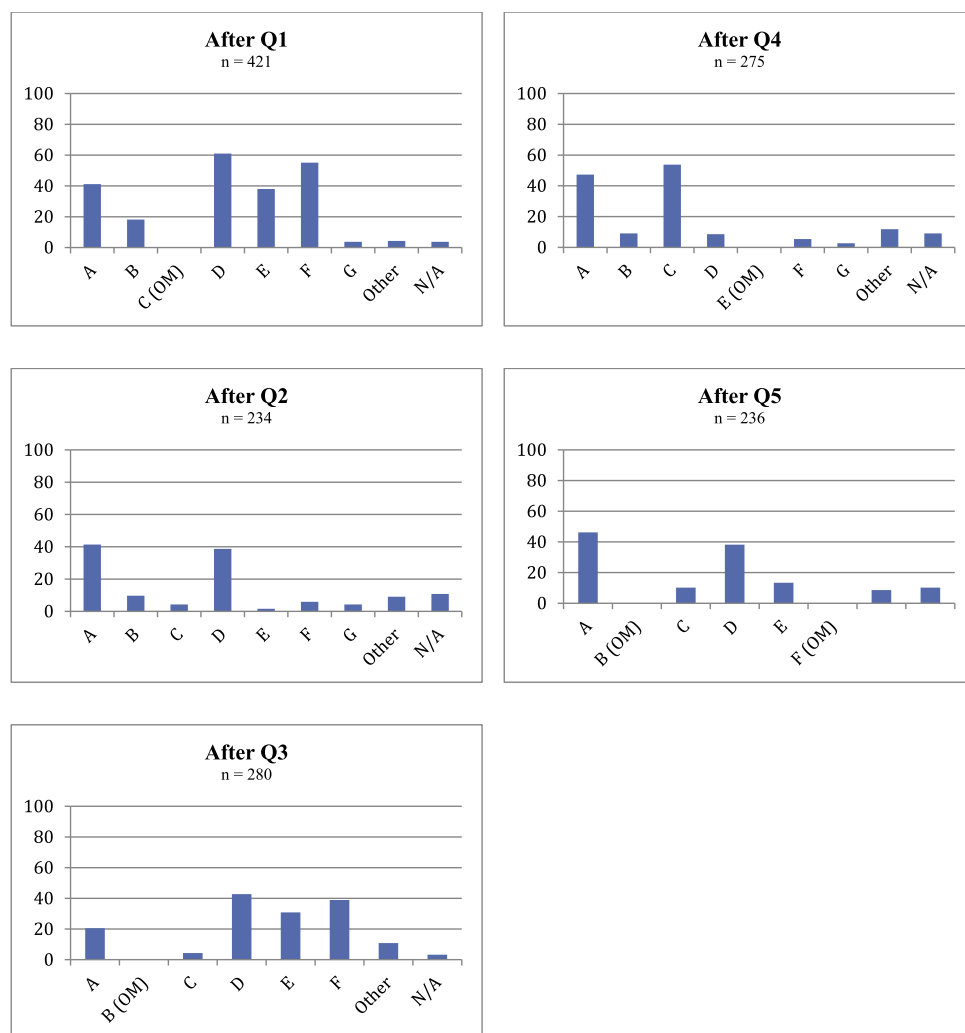 After Q1
n = 421
100
80
60
40
20
0
A B C (OM) D E F G Other N/A
After Q4
n = 275
100
80
60
40
20
0
A B C D E (OM) F G Other N/A
After Q2
n = 234
100
80
60
40
20
0
A B C D E F G Other N/A
After Q5
n = 236
100
80
60
40
20
0
A B (OM) C D E F (OM)
After Q3
n = 280
100
80
60
40
20
0
A B (OM) C D E F Other N/A